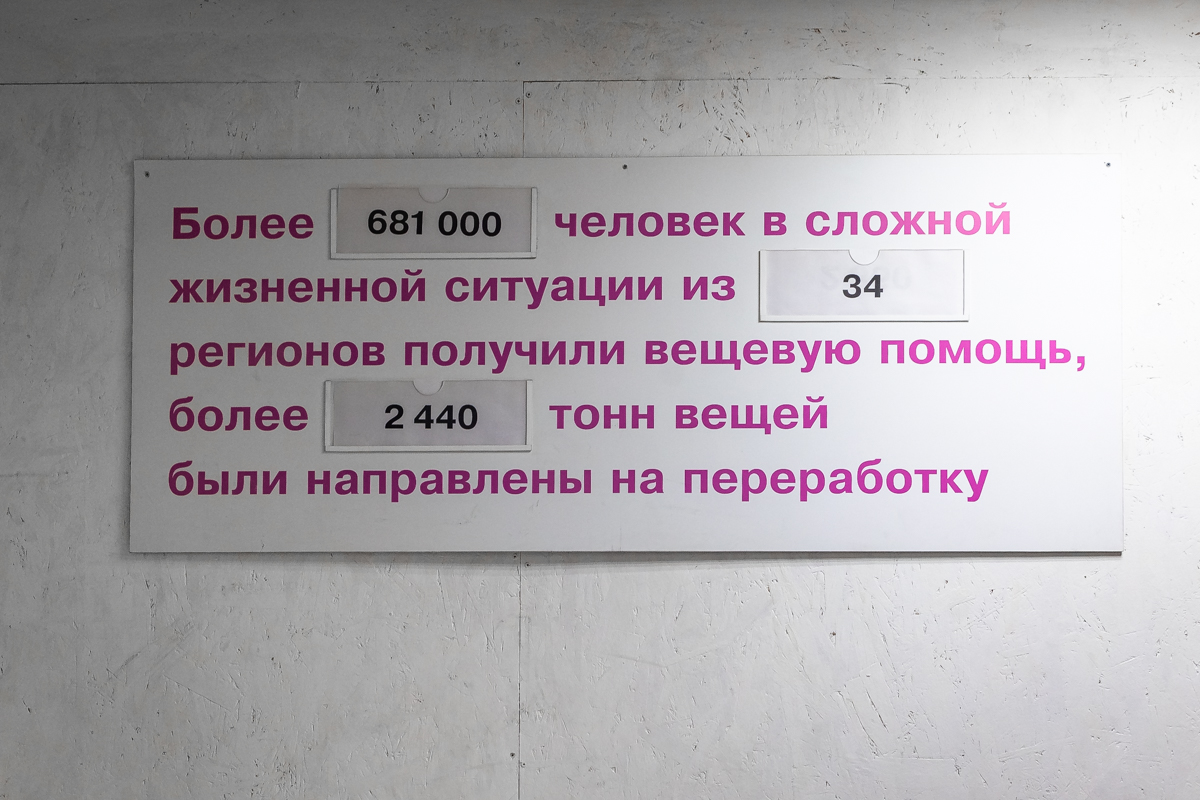 Более 681 000 человек в сложной
жизненной ситуации из 34
регионов получили вещевую помощь,
более 2 440 тонн вещей
были направлены на переработку